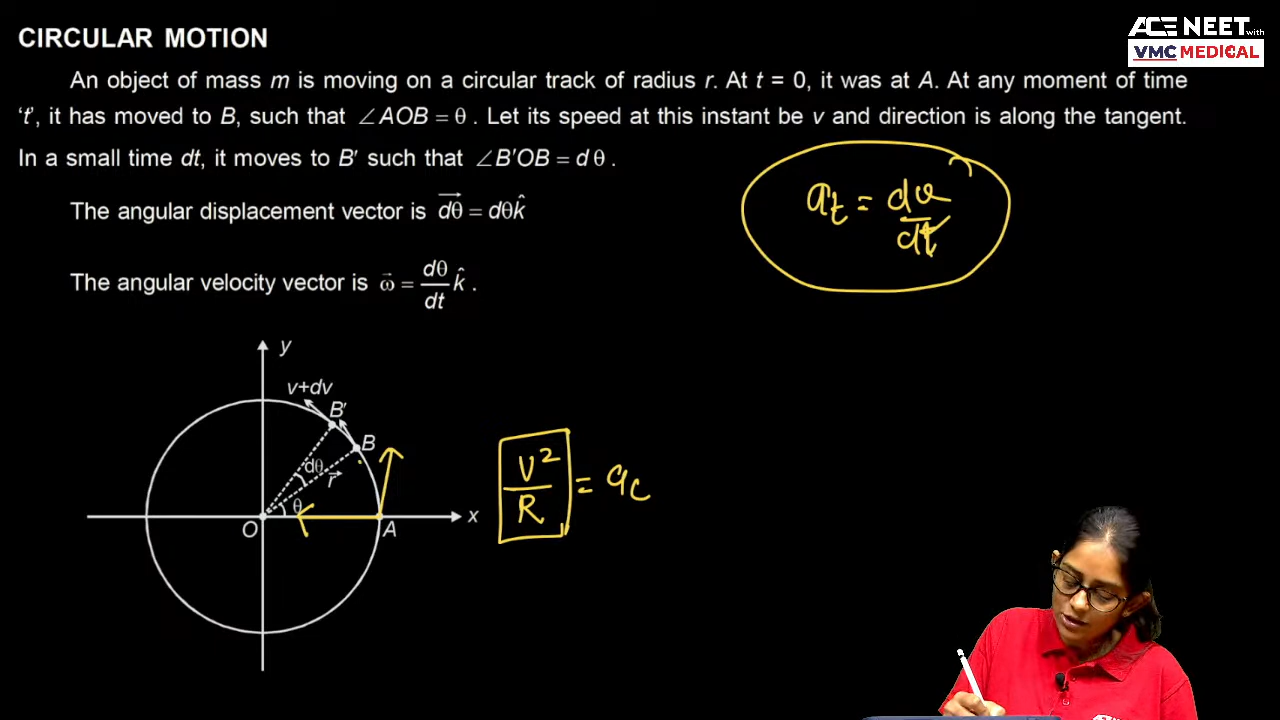 CIRCULAR MOTION
ACE NEET with
VMC MEDICAL
An object of mass m is moving on a circular track of radius r. At t = 0, it was at A. At any moment of time
‘t’, it has moved to B, such that ∠AOB = θ . Let its speed at this instant be v and direction is along the tangent.
In a small time dt, it moves to B′ such that ∠B′OB = d θ .
The angular displacement vector is \overrightarrow{dθ} = dθk̂
a_t = dv/dt
The angular velocity vector is ω⃗ = dθ/dt k̂ .
y
v+dv
B′
B
dθ
r⃗
θ
O
A
x
V²/R = a_c